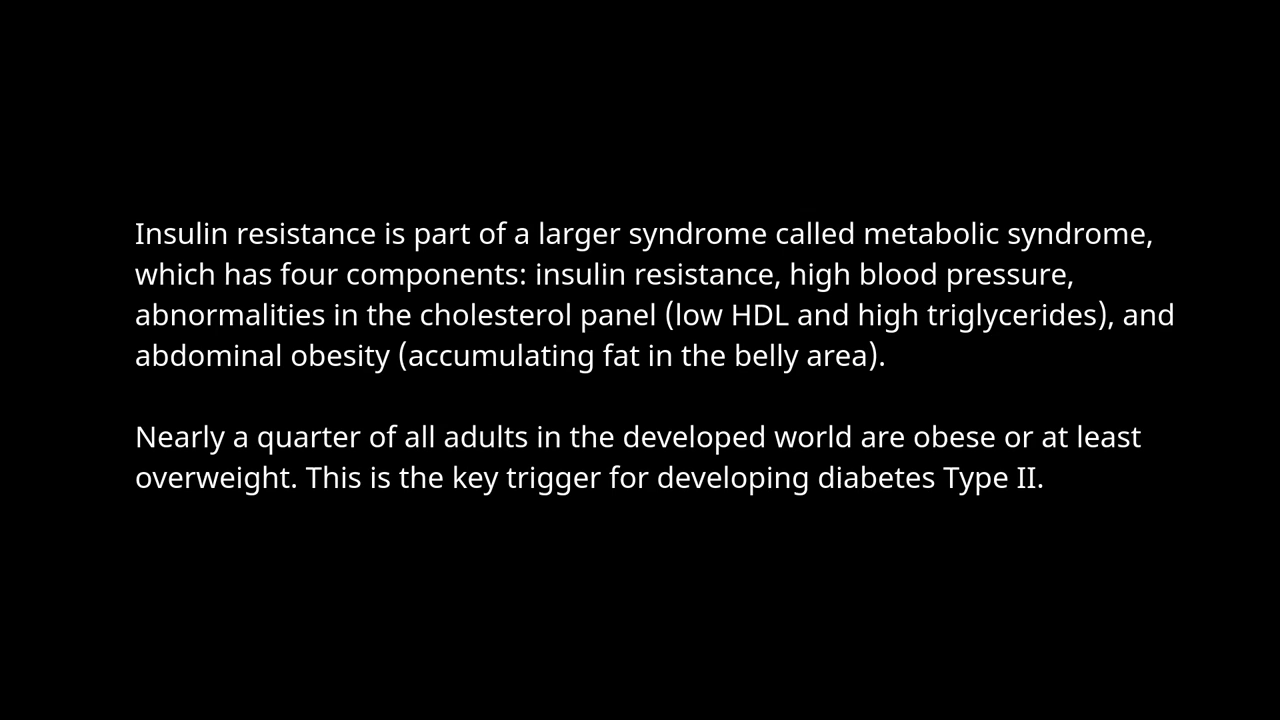 Insulin resistance is part of a larger syndrome called metabolic syndrome,
which has four components: insulin resistance, high blood pressure,
abnormalities in the cholesterol panel (low HDL and high triglycerides), and
abdominal obesity (accumulating fat in the belly area).
Nearly a quarter of all adults in the developed world are obese or at least
overweight. This is the key trigger for developing diabetes Type II.